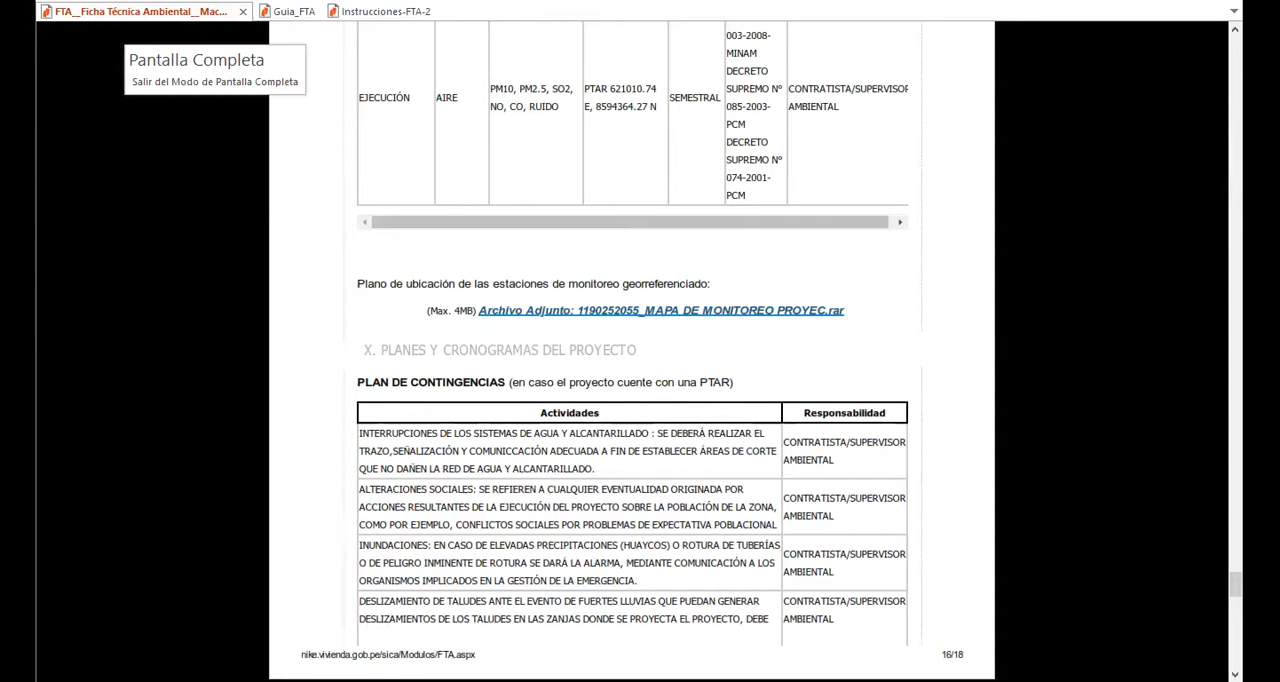 FTA__Ficha Técnica Ambiental__Mac...
Guia_FTA
Instrucciones-FTA-2
Pantalla Completa
Salir del Modo de Pantalla Completa
EJECUCIÓN
AIRE
PM10, PM2.5, SO2,
NO, CO, RUIDO
PTAR 621010.74
E, 8594364.27 N
SEMESTRAL
003-2008-
MINAM
DECRETO
SUPREMO Nº
085-2003-
PCM
DECRETO
SUPREMO Nº
074-2001-
PCM
CONTRATISTA/SUPERVISOR
AMBIENTAL
Plano de ubicación de las estaciones de monitoreo georreferenciado:
(Max. 4MB) Archivo Adjunto: 1190252055_MAPA DE MONITOREO PROYEC.rar
X. PLANES Y CRONOGRAMAS DEL PROYECTO
PLAN DE CONTINGENCIAS (en caso el proyecto cuente con una PTAR)
Actividades
Responsabilidad
INTERRUPCIONES DE LOS SISTEMAS DE AGUA Y ALCANTARILLADO : SE DEBERÁ REALIZAR EL
TRAZO,SEÑALIZACIÓN Y COMUNICCACIÓN ADECUADA A FIN DE ESTABLECER ÁREAS DE CORTE
QUE NO DAÑEN LA RED DE AGUA Y ALCANTARILLADO.
CONTRATISTA/SUPERVISOR
AMBIENTAL
ALTERACIONES SOCIALES: SE REFIEREN A CUALQUIER EVENTUALIDAD ORIGINADA POR
ACCIONES RESULTANTES DE LA EJECUCIÓN DEL PROYECTO SOBRE LA POBLACIÓN DE LA ZONA,
COMO POR EJEMPLO, CONFLICTOS SOCIALES POR PROBLEMAS DE EXPECTATIVA POBLACIONAL
CONTRATISTA/SUPERVISOR
AMBIENTAL
INUNDACIONES: EN CASO DE ELEVADAS PRECIPITACIONES (HUAYCOS) O ROTURA DE TUBERÍAS
O DE PELIGRO INMINENTE DE ROTURA SE DARÁ LA ALARMA, MEDIANTE COMUNICACIÓN A LOS
ORGANISMOS IMPLICADOS EN LA GESTIÓN DE LA EMERGENCIA.
CONTRATISTA/SUPERVISOR
AMBIENTAL
DESLIZAMIENTO DE TALUDES ANTE EL EVENTO DE FUERTES LLUVIAS QUE PUEDAN GENERAR
DESLIZAMIENTOS DE LOS TALUDES EN LAS ZANJAS DONDE SE PROYECTA EL PROYECTO, DEBE
CONTRATISTA/SUPERVISOR
AMBIENTAL
nike.vivienda.gob.pe/sica/Modulos/FTA.aspx
16/18